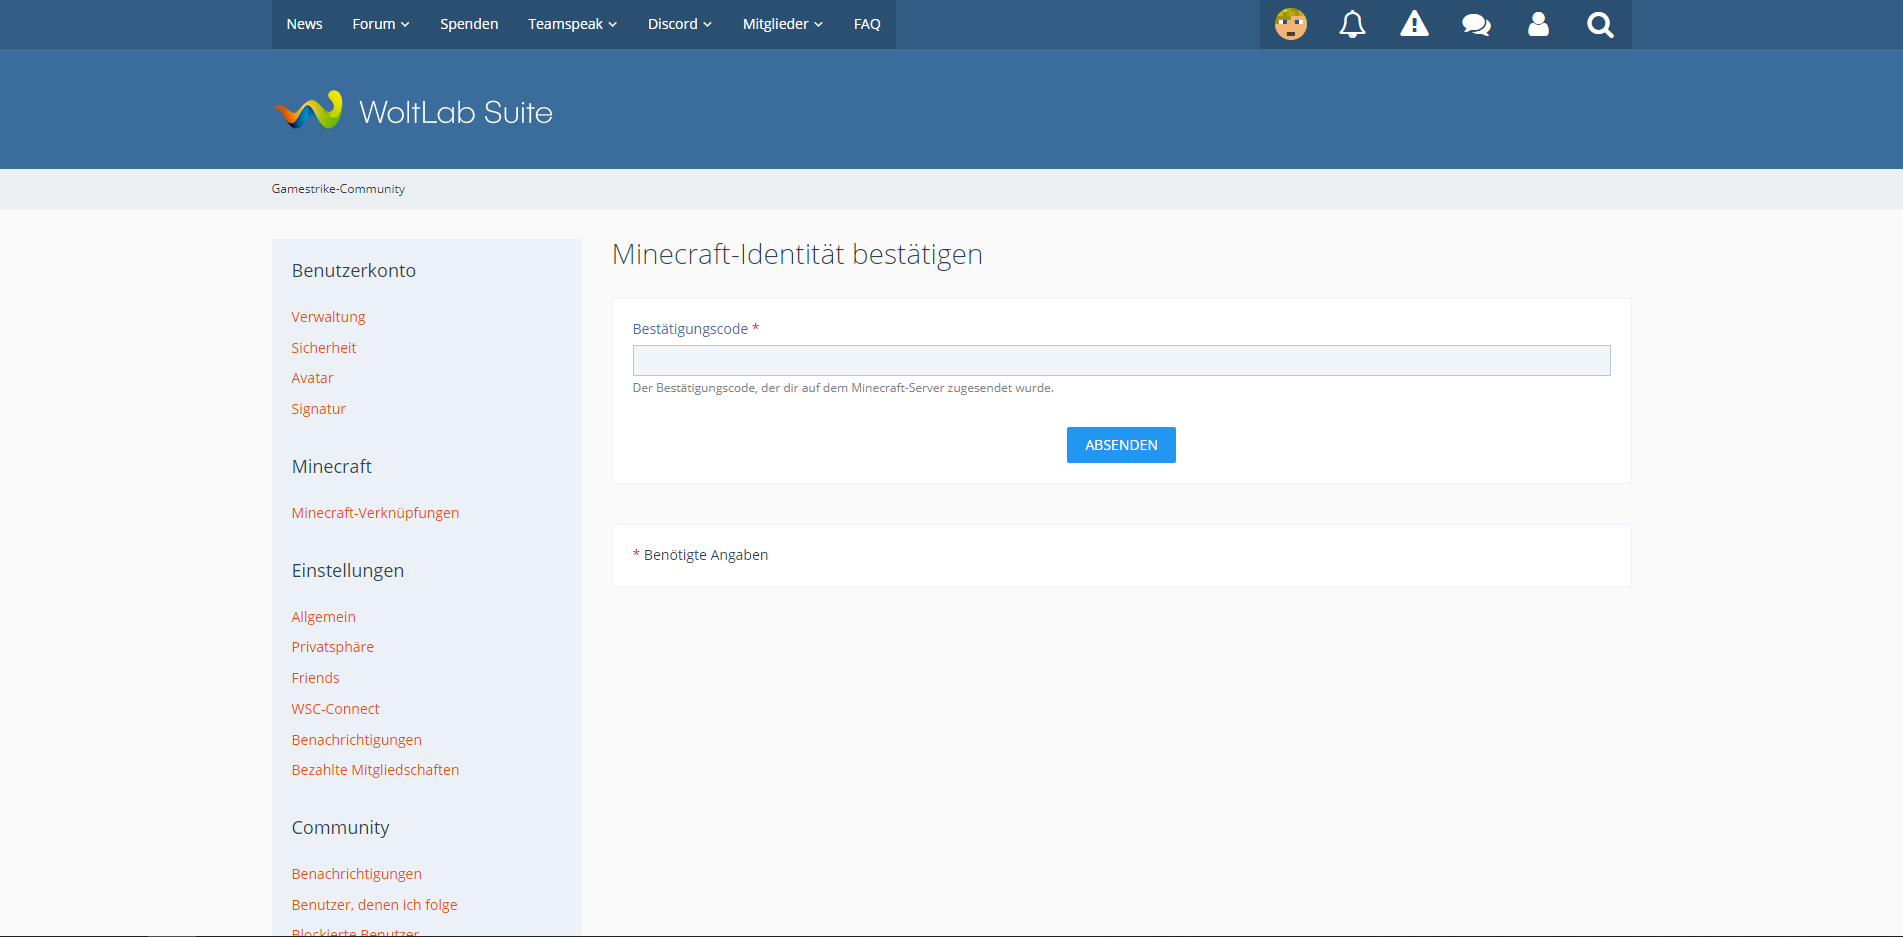 News Forum Spenden Teamspeak Discord Mitglieder FAQ
WoltLab Suite
Gamestrike-Community
Benutzerkonto
Verwaltung
Sicherheit
Avatar
Signatur
Minecraft
Minecraft-Verknüpfungen
Einstellungen
Allgemein
Privatsphäre
Friends
WSC-Connect
Benachrichtigungen
Bezahlte Mitgliedschaften
Community
Benachrichtigungen
Benutzer, denen ich folge
Blockierte Benutzer
Minecraft-Identität bestätigen
Bestätigungscode *
Der Bestätigungscode, der dir auf dem Minecraft-Server zugesendet wurde.
ABSENDEN
* Benötigte Angaben